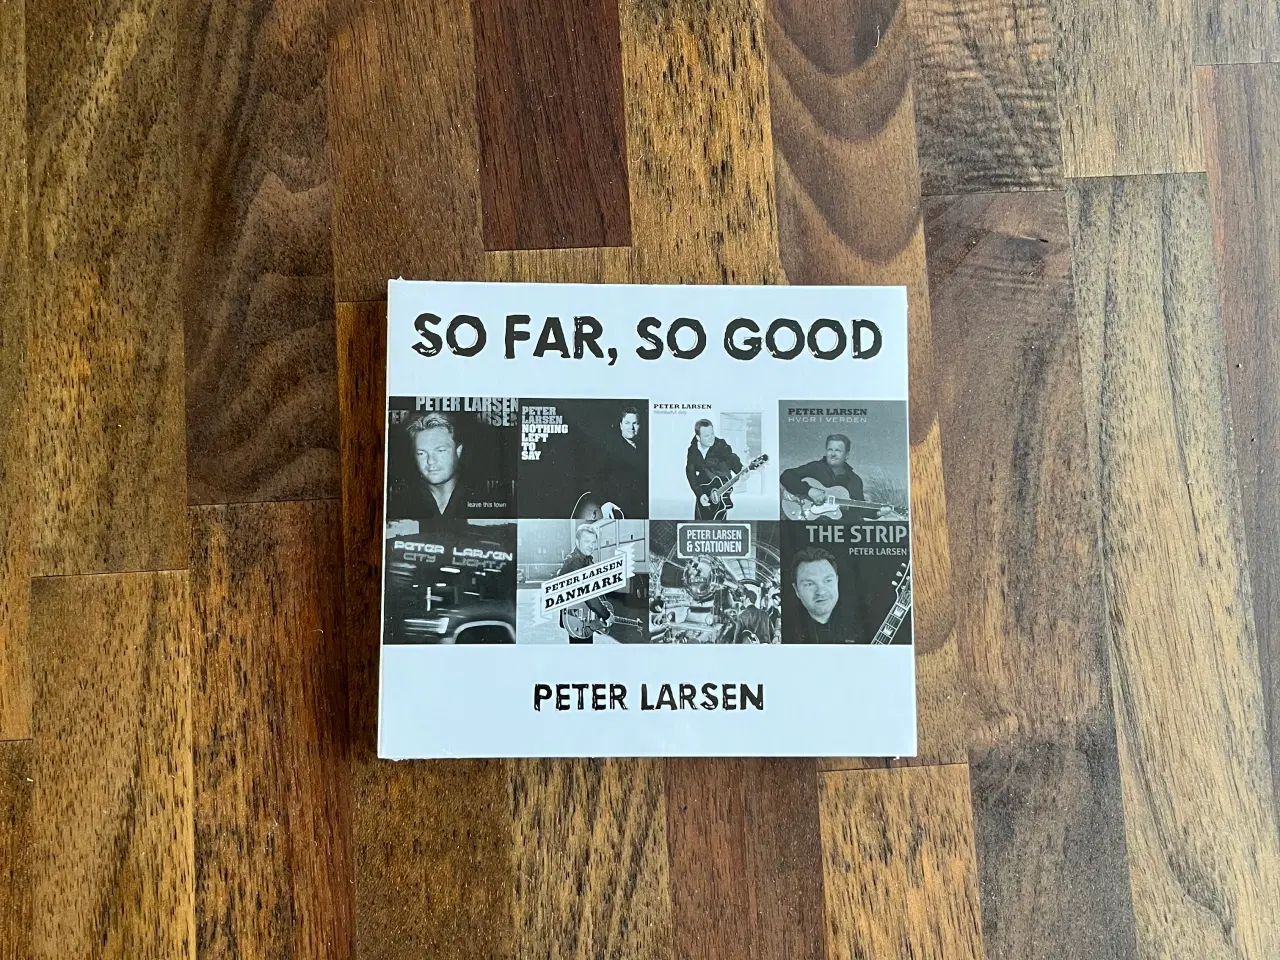 SO FAR, SO GOOD
PETER LARSEN
leave this town
PETER
LARSEN
NOTHING
LEFT
TO
SAY
PETER LARSEN
PETER LARSEN
HVOR I VERDEN
PETER LARSEN
CITY LIGHTS
PETER LARSEN
DANMARK
PETER LARSEN
& STATIONEN
THE STRIP
PETER LARSEN
PETER LARSEN